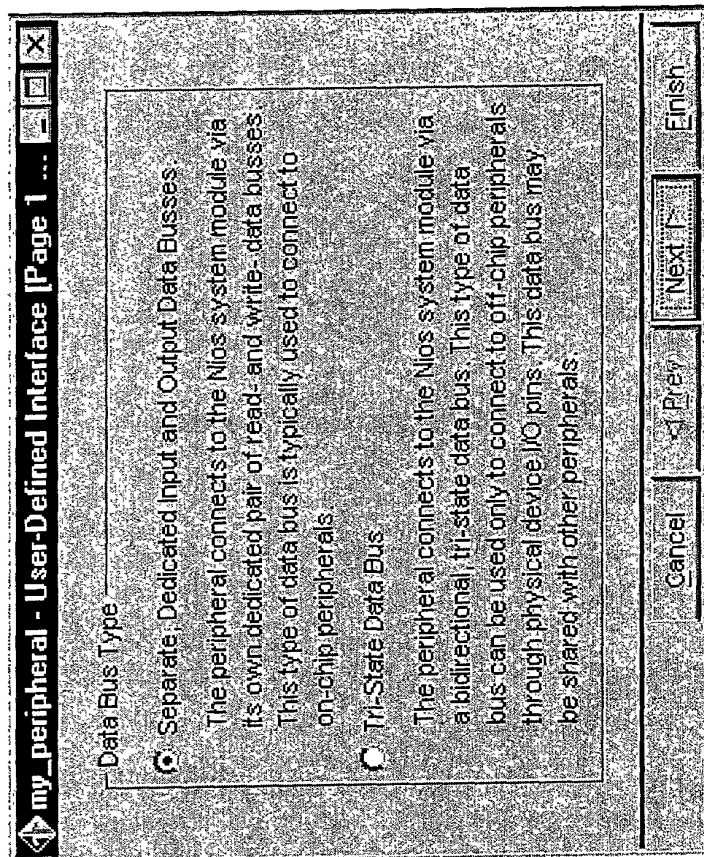 my_peripheral - User-Defined Interface [Page 1 ...
Data Bus Type
Separate, Dedicated Input and Output Data Busses.
The peripheral connects to the Nios system module via
its own dedicated pair of read- and write- data busses.
This type of data bus is typically used to connect to
on-chip peripherals.
Tri-State Data Bus
The peripheral connects to the Nios system module via
a bidirectional, tri-state data bus. This type of data
bus can be used only to connect to off-chip peripherals
through physical device I/O pins. This data bus may
be shared with other peripherals.
Cancel
Prev
Next
Finish